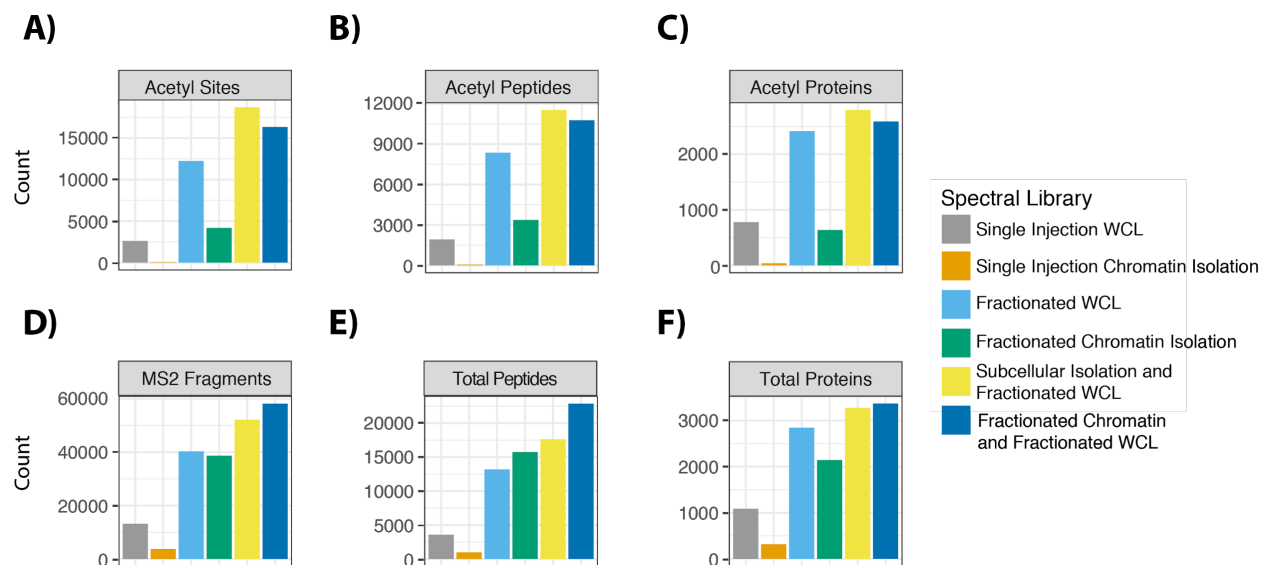 A)
B)
C)
Acetyl Sites
Acetyl Peptides
Acetyl Proteins
Count
15000
10000
5000
0
12000
9000
6000
3000
0
2000
1000
0
Spectral Library
Single Injection WCL
Single Injection Chromatin Isolation
Fractionated WCL
Fractionated Chromatin Isolation
Subcellular Isolation and
Fractionated WCL
Fractionated Chromatin
and Fractionated WCL
D)
E)
F)
MS2 Fragments
Total Peptides
Total Proteins
Count
60000
40000
20000
0
20000
15000
10000
5000
0
3000
2000
1000
0